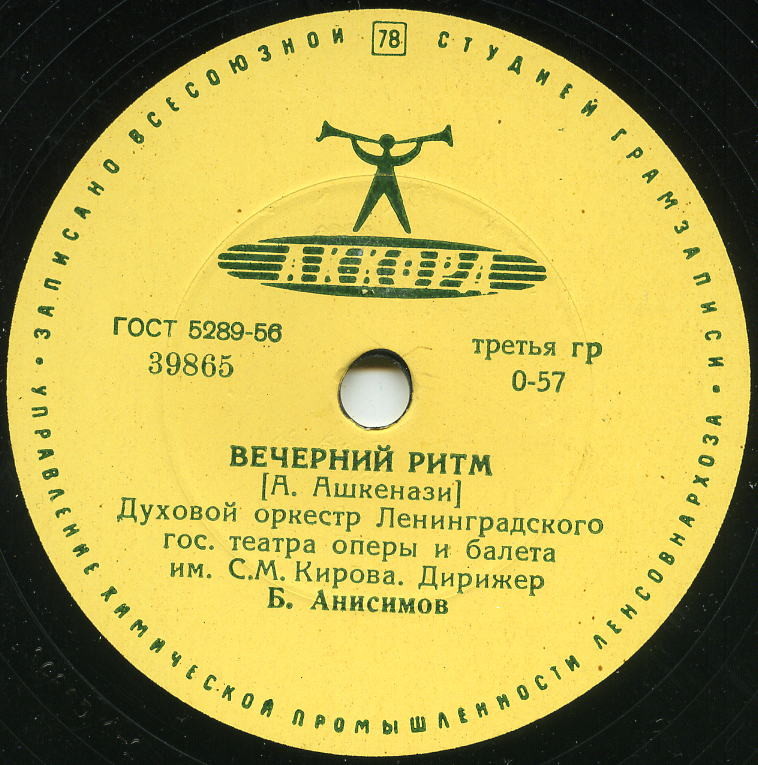 ЗАПИСАНО ВСЕСОЮЗНОЙ 78 СТУДИЕЙ ГРАМЗАПИСИ
АККОРД
ГОСТ 5289-56
39865
третья гр
0-57
ВЕЧЕРНИЙ РИТМ
[А. Ашкенази]
Духовой оркестр Ленинградского
гос. театра оперы и балета
им. С.М. Кирова. Дирижер
Б. Анисимов
• УПРАВЛЕНИЕ ХИМИЧЕСКОЙ ПРОМЫШЛЕННОСТИ ЛЕНСОВНАРХОЗА •